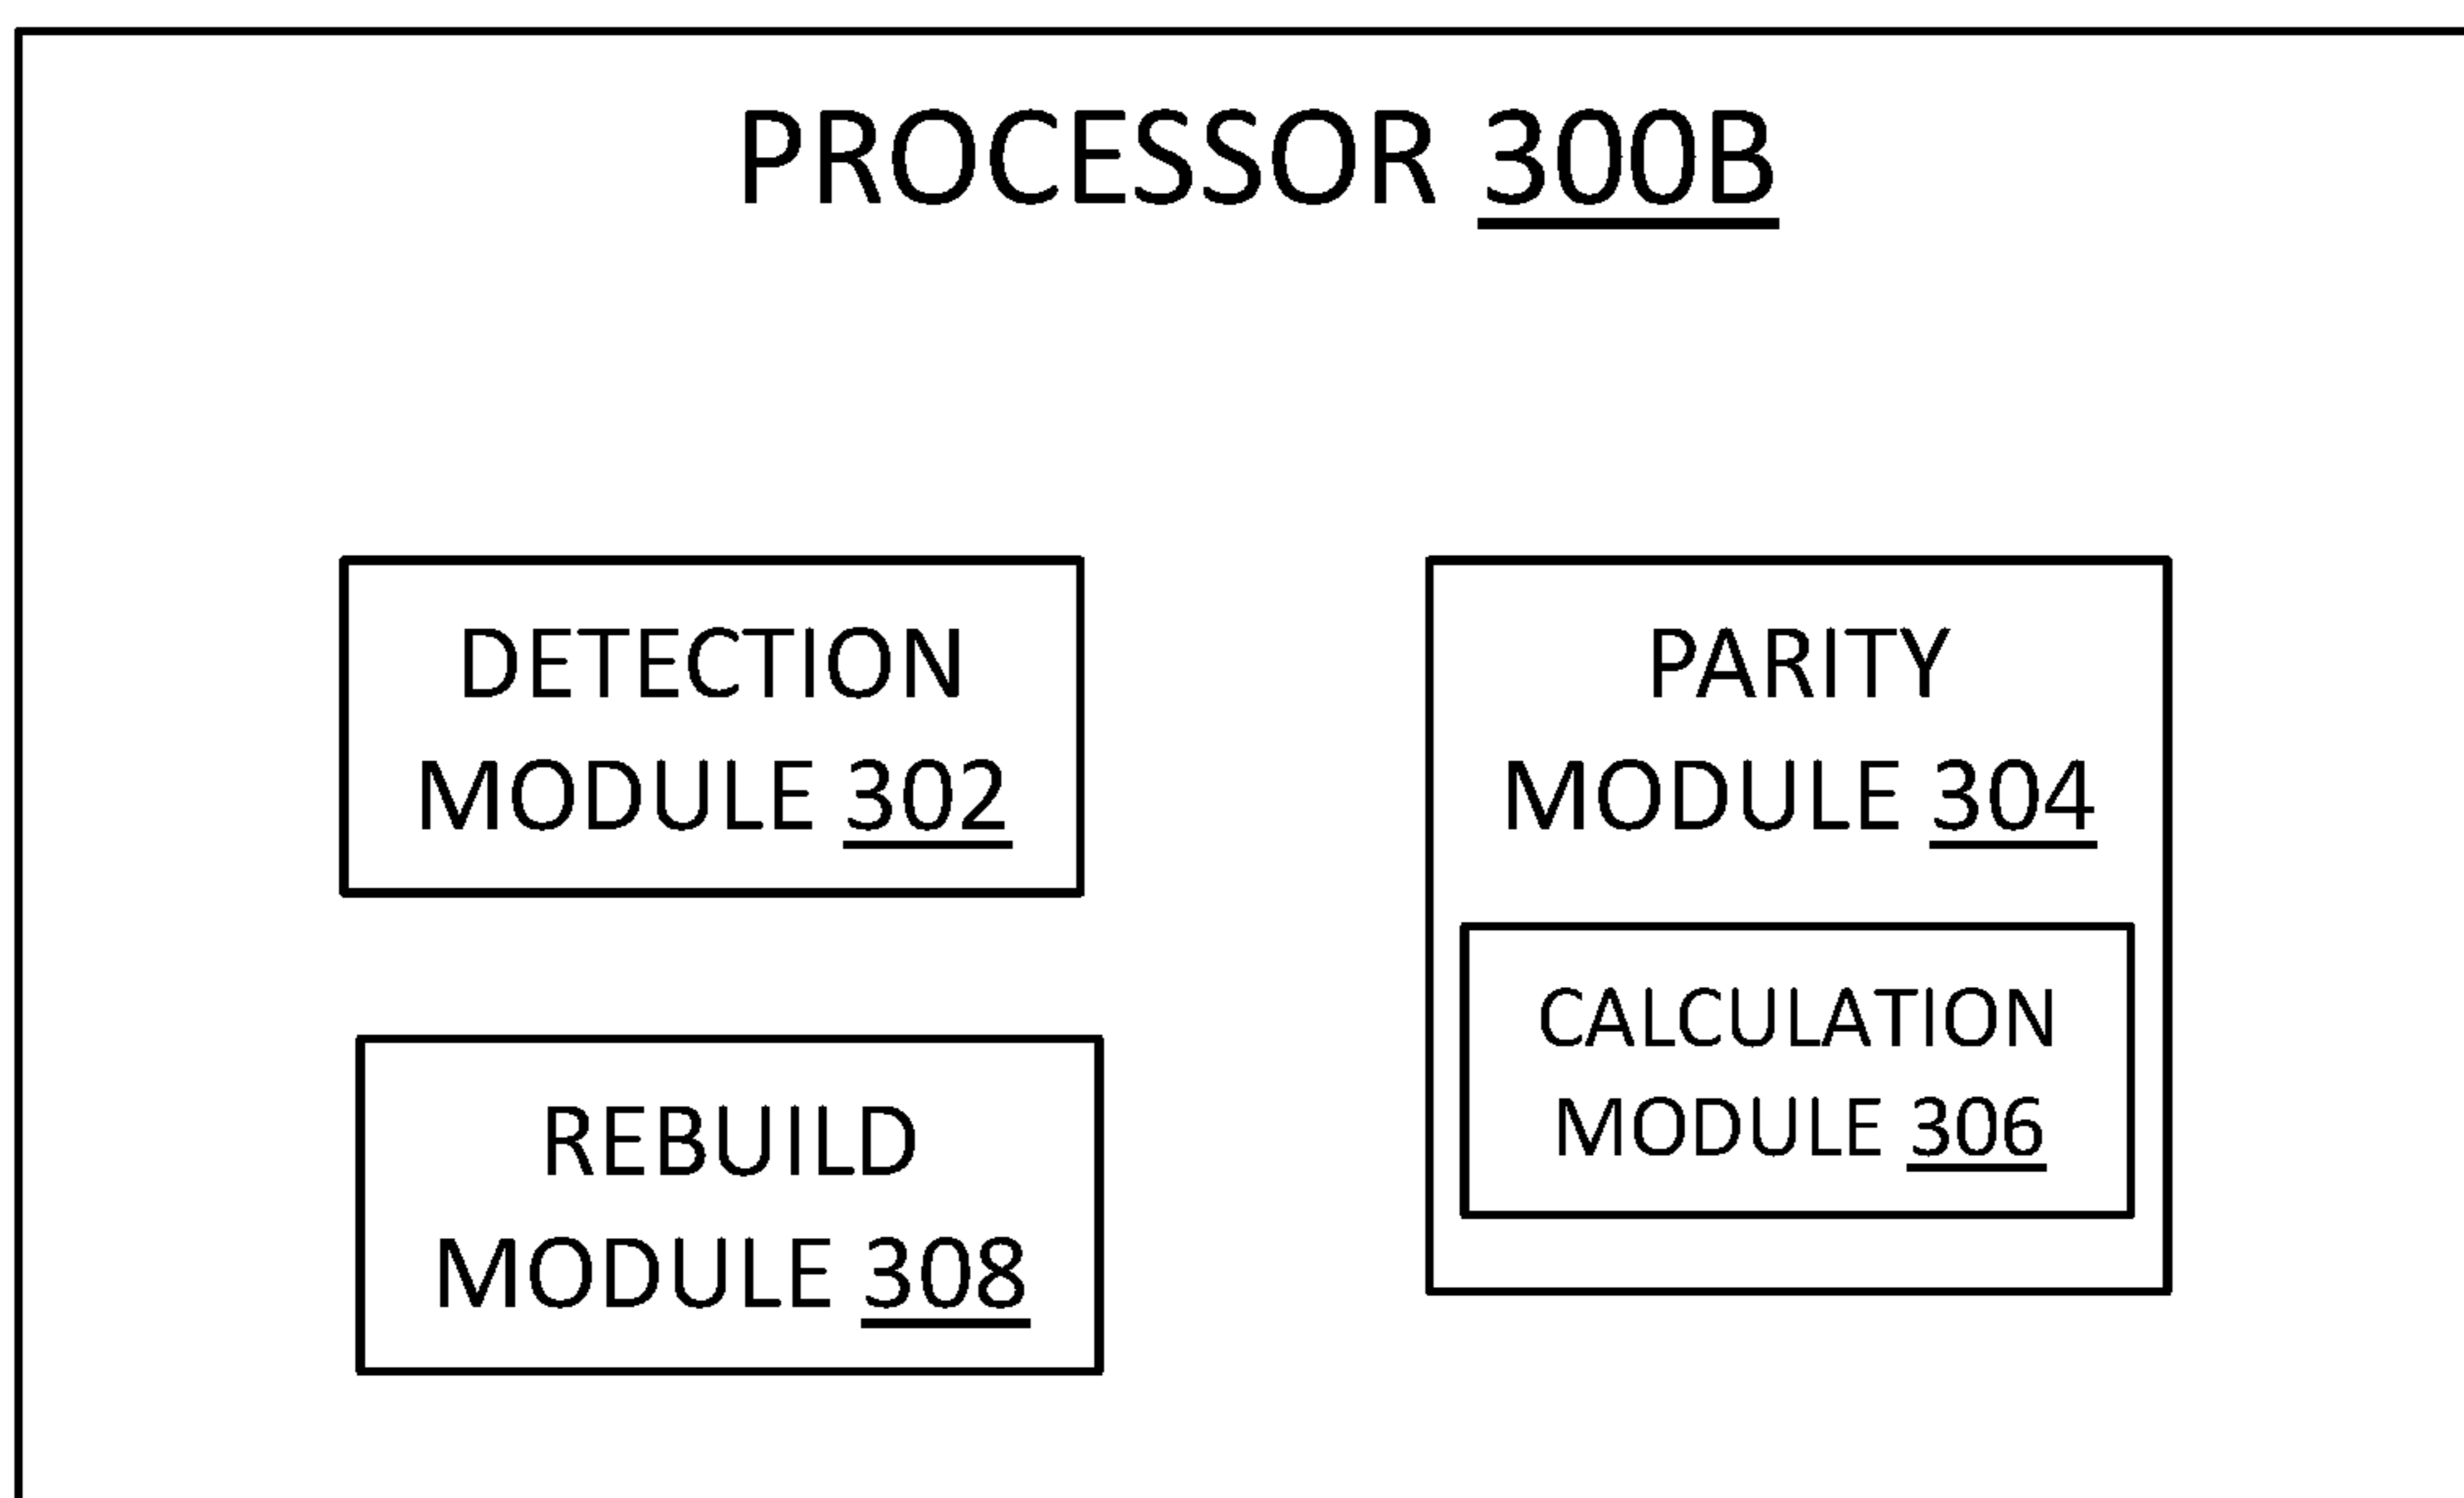 PROCESSOR 300B
DETECTION
MODULE 302
PARITY
MODULE 304
CALCULATION
MODULE 306
REBUILD
MODULE 308